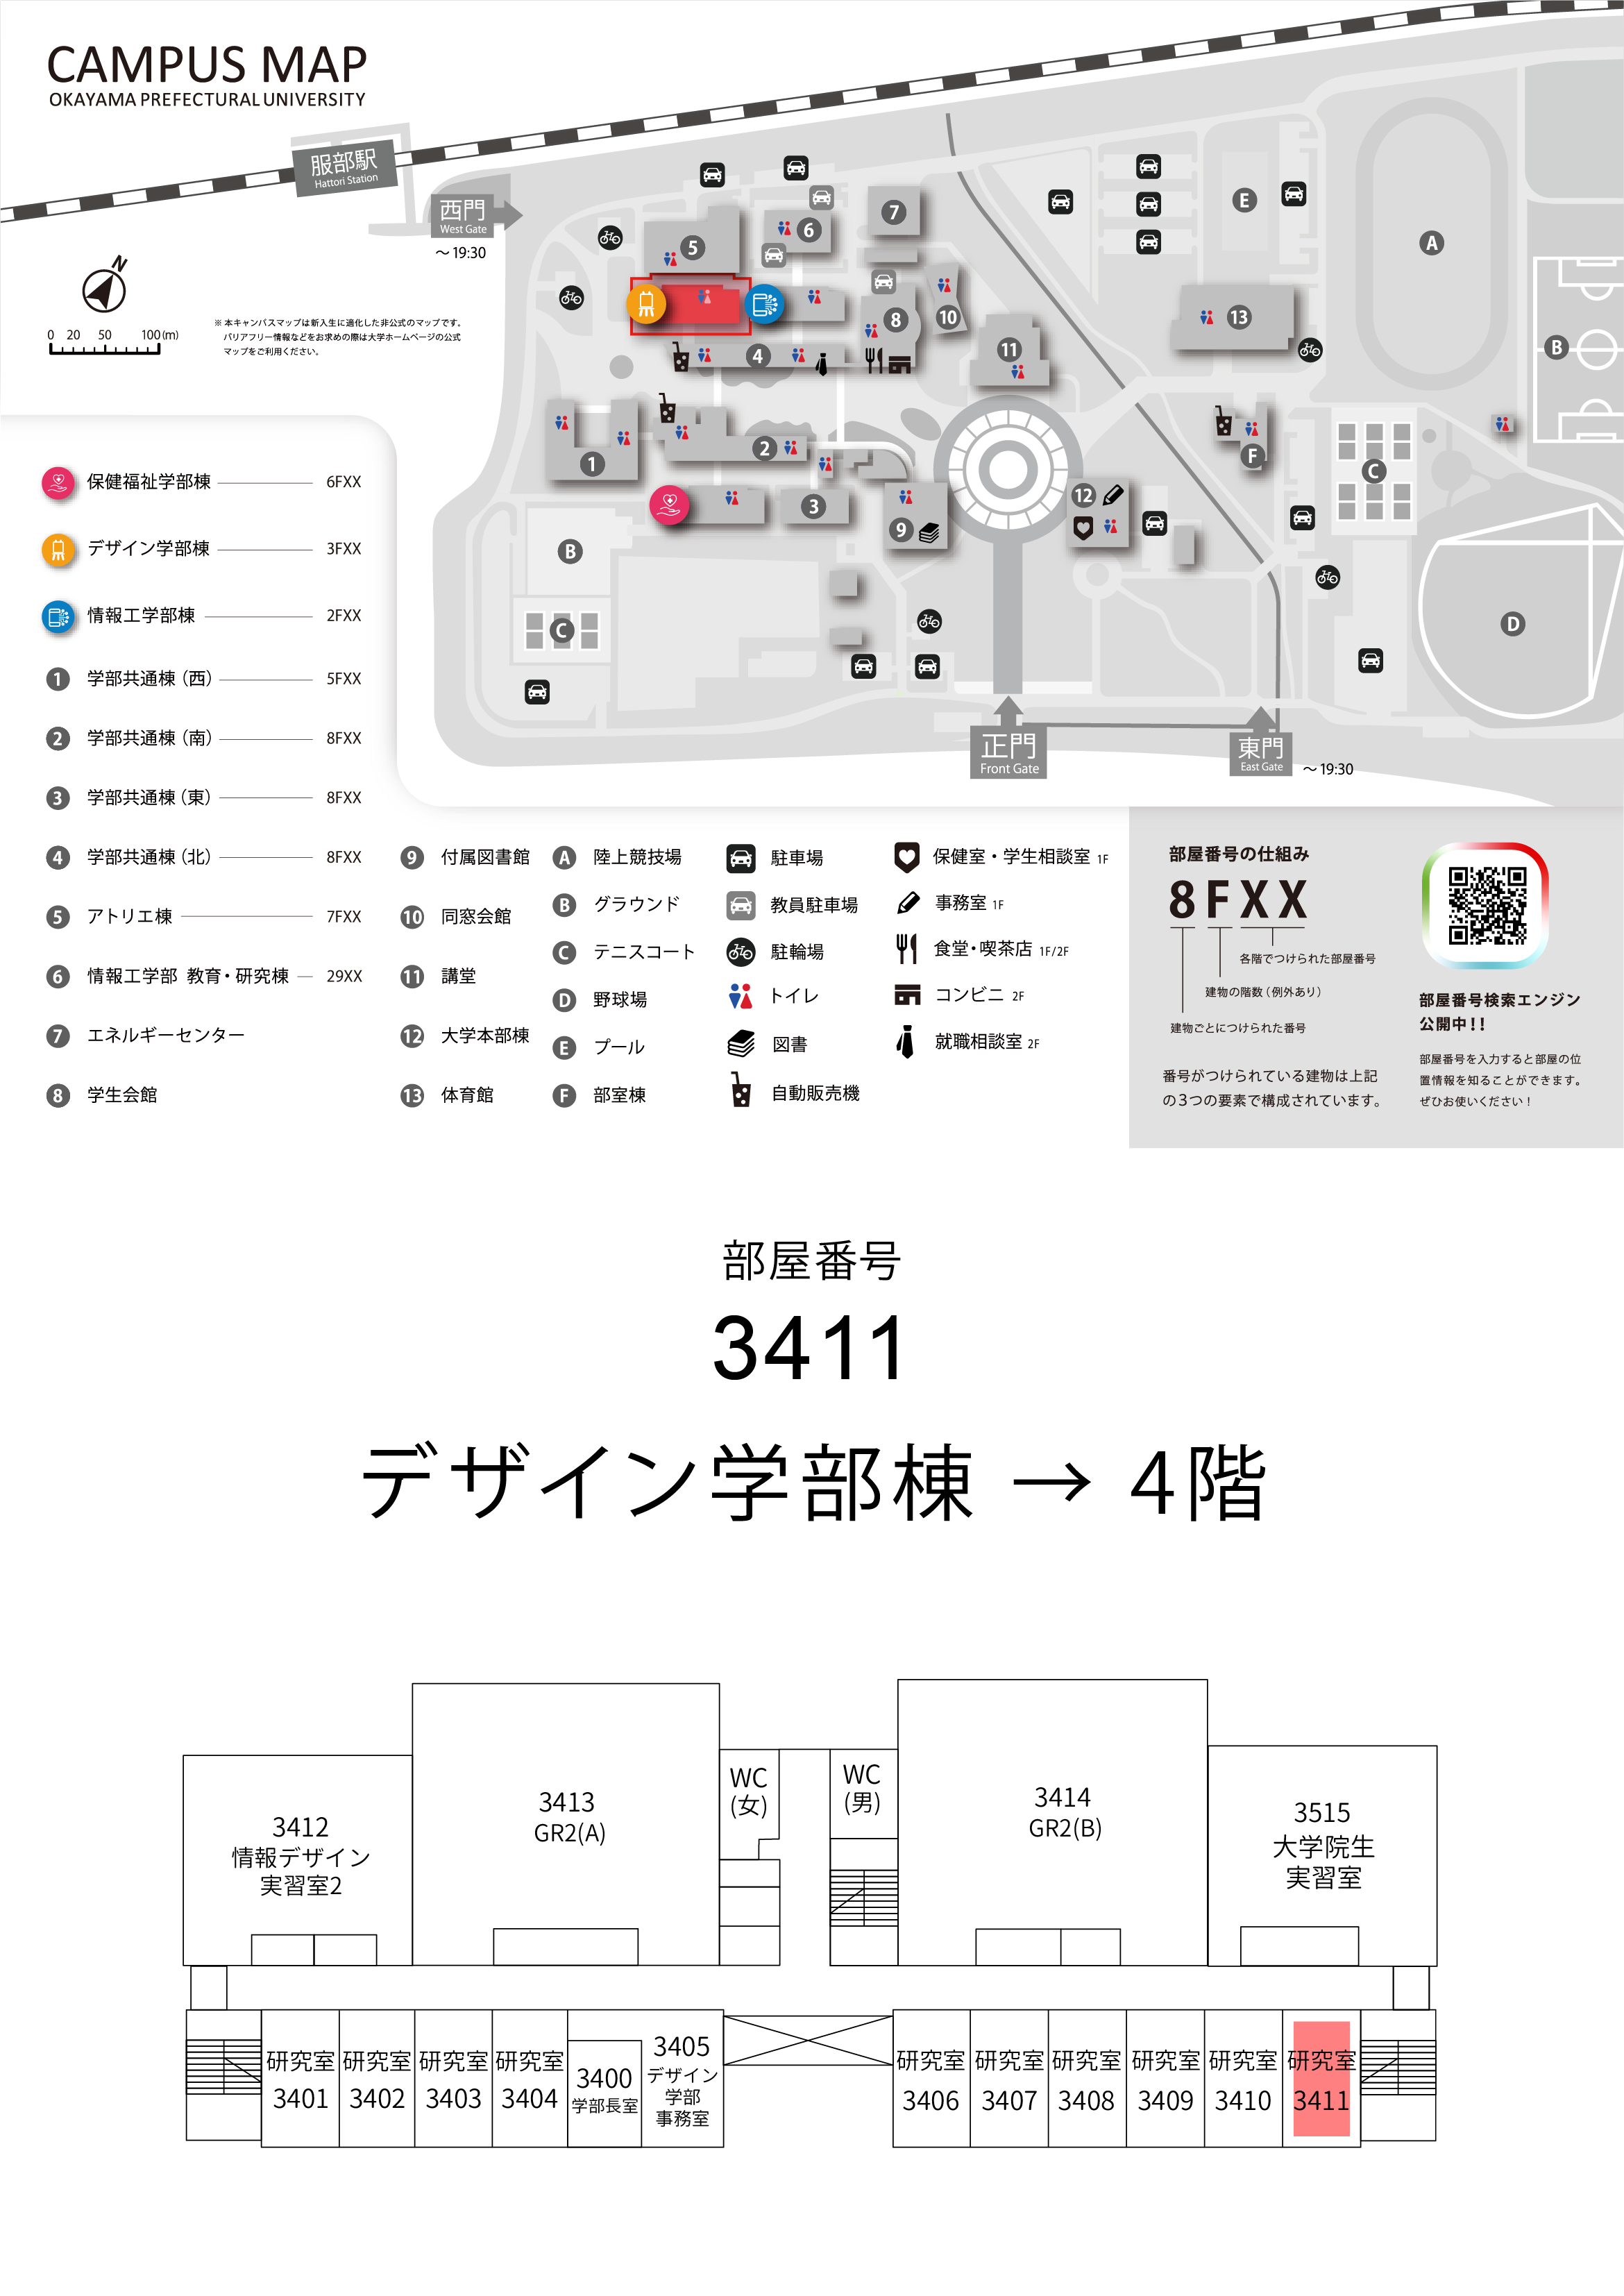 CAMPUS MAP
OKAYAMA PREFECTURAL UNIVERSITY
服部駅
Hattori Station
西門
West Gate
～19:30
N
0 20 50 100(m)
※ 本キャンパスマップは新入生に適化した非公式のマップです。
バリアフリー情報などをお求めの際は大学ホームページの公式
マップをご利用ください。
5
6
7
8
10
11
4
13
E
A
B
1
2
3
9
12
F
C
B
C
D
正門
Front Gate
東門
East Gate
～19:30
保健福祉学部棟 6FXX
デザイン学部棟 3FXX
情報工学部棟 2FXX
1 学部共通棟（西） 5FXX
2 学部共通棟（南） 8FXX
3 学部共通棟（東） 8FXX
4 学部共通棟（北） 8FXX
5 アトリエ棟 7FXX
6 情報工学部 教育・研究棟 29XX
7 エネルギーセンター
8 学生会館
9 付属図書館
10 同窓会館
11 講堂
12 大学本部棟
13 体育館
A 陸上競技場
B グラウンド
C テニスコート
D 野球場
E プール
F 部室棟
駐車場
教員駐車場
駐輪場
トイレ
図書
自動販売機
保健室・学生相談室 1F
事務室 1F
食堂・喫茶店 1F/2F
コンビニ 2F
就職相談室 2F
部屋番号の仕組み
8FXX
各階でつけられた部屋番号
建物の階数（例外あり）
建物ごとにつけられた番号
番号がつけられている建物は上記
の3つの要素で構成されています。
部屋番号検索エンジン
公開中！！
部屋番号を入力すると部屋の位
置情報を知ることができます。
ぜひお使いください！
部屋番号
3411
デザイン学部棟 → 4階
3412
情報デザイン
実習室2
3413
GR2(A)
WC
(女)
WC
(男)
3414
GR2(B)
3515
大学院生
実習室
研究室
3401
研究室
3402
研究室
3403
研究室
3404
3400
学部長室
3405
デザイン
学部
事務室
研究室
3406
研究室
3407
研究室
3408
研究室
3409
研究室
3410
研究室
3411